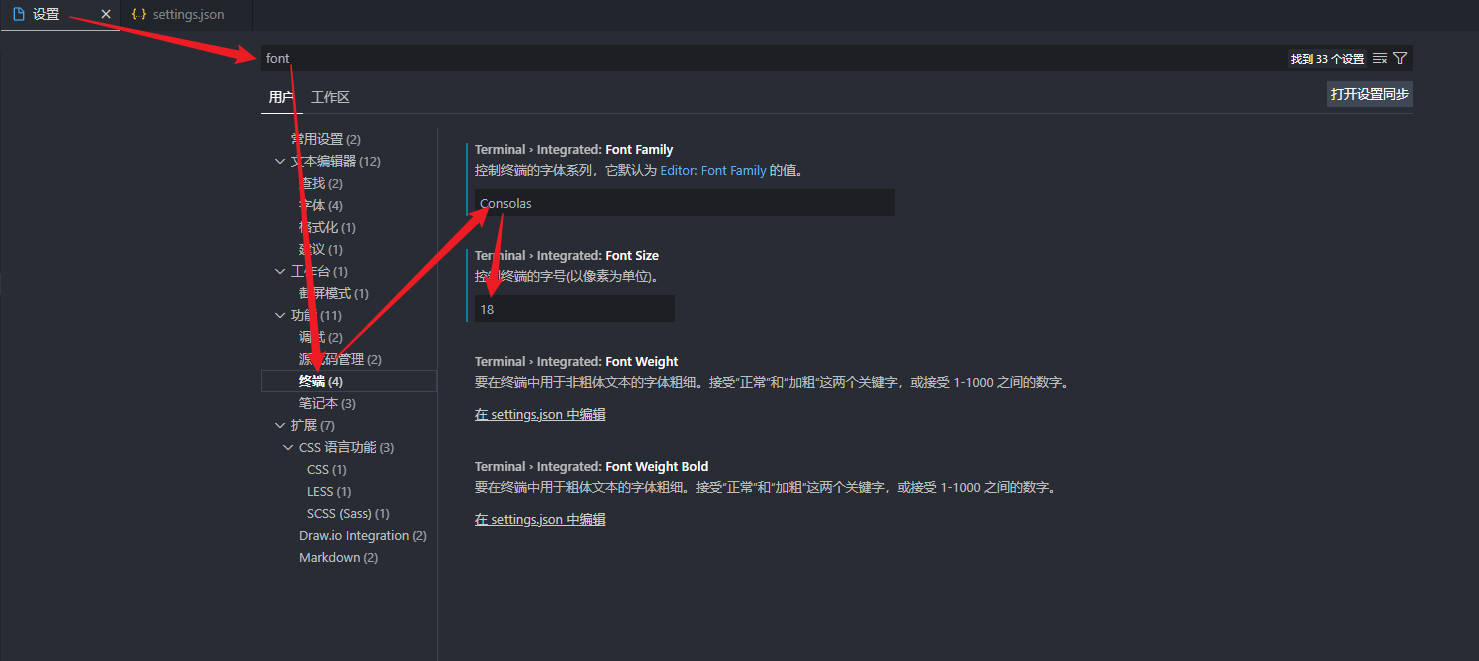 设置
settings.json
font
找到 33 个设置
用户
工作区
打开设置同步
常用设置 (2)
文本编辑器 (12)
查找 (2)
字体 (4)
格式化 (1)
建议 (1)
工作台 (1)
截屏模式 (1)
功能 (11)
调试 (2)
源代码管理 (2)
终端 (4)
笔记本 (3)
扩展 (7)
CSS 语言功能 (3)
CSS (1)
LESS (1)
SCSS (Sass) (1)
Draw.io Integration (2)
Markdown (2)
Terminal › Integrated: Font Family
控制终端的字体系列，它默认为 Editor: Font Family 的值。
Consolas
Terminal › Integrated: Font Size
控制终端的字号(以像素为单位)。
18
Terminal › Integrated: Font Weight
要在终端中用于非粗体文本的字体粗细。接受“正常”和“加粗”这两个关键字，或接受 1-1000 之间的数字。
在 settings.json 中编辑
Terminal › Integrated: Font Weight Bold
要在终端中用于粗体文本的字体粗细。接受“正常”和“加粗”这两个关键字，或接受 1-1000 之间的数字。
在 settings.json 中编辑